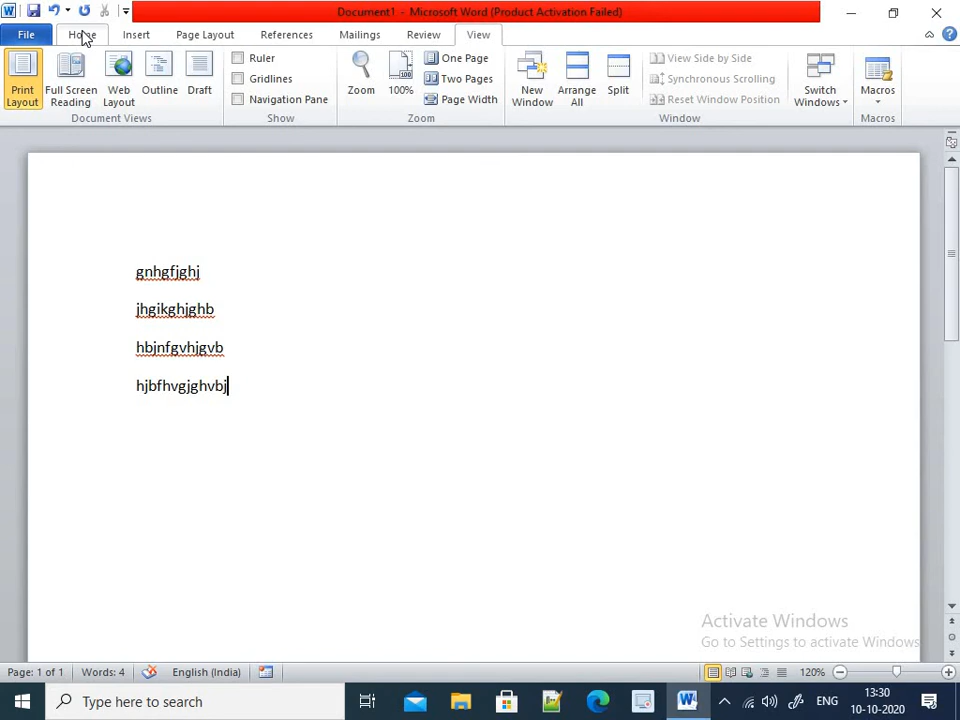 Document1 - Microsoft Word (Product Activation Failed)
File Home Insert Page Layout References Mailings Review View
Print Layout
Full Screen Reading
Web Layout
Outline
Draft
Document Views
Ruler
Gridlines
Navigation Pane
Show
Zoom
100
100%
One Page
Two Pages
Page Width
Zoom
New Window
Arrange All
Split
View Side by Side
Synchronous Scrolling
Reset Window Position
Window
Switch Windows
Macros
Macros
gnhgfjghj
jhgikghjghb
hbjnfgvhjgvb
hjbfhvgjghvbj
Activate Windows
Go to Settings to activate Windows
Page: 1 of 1 Words: 4 English (India) 120%
Type here to search
ENG
13:30
10-10-2020